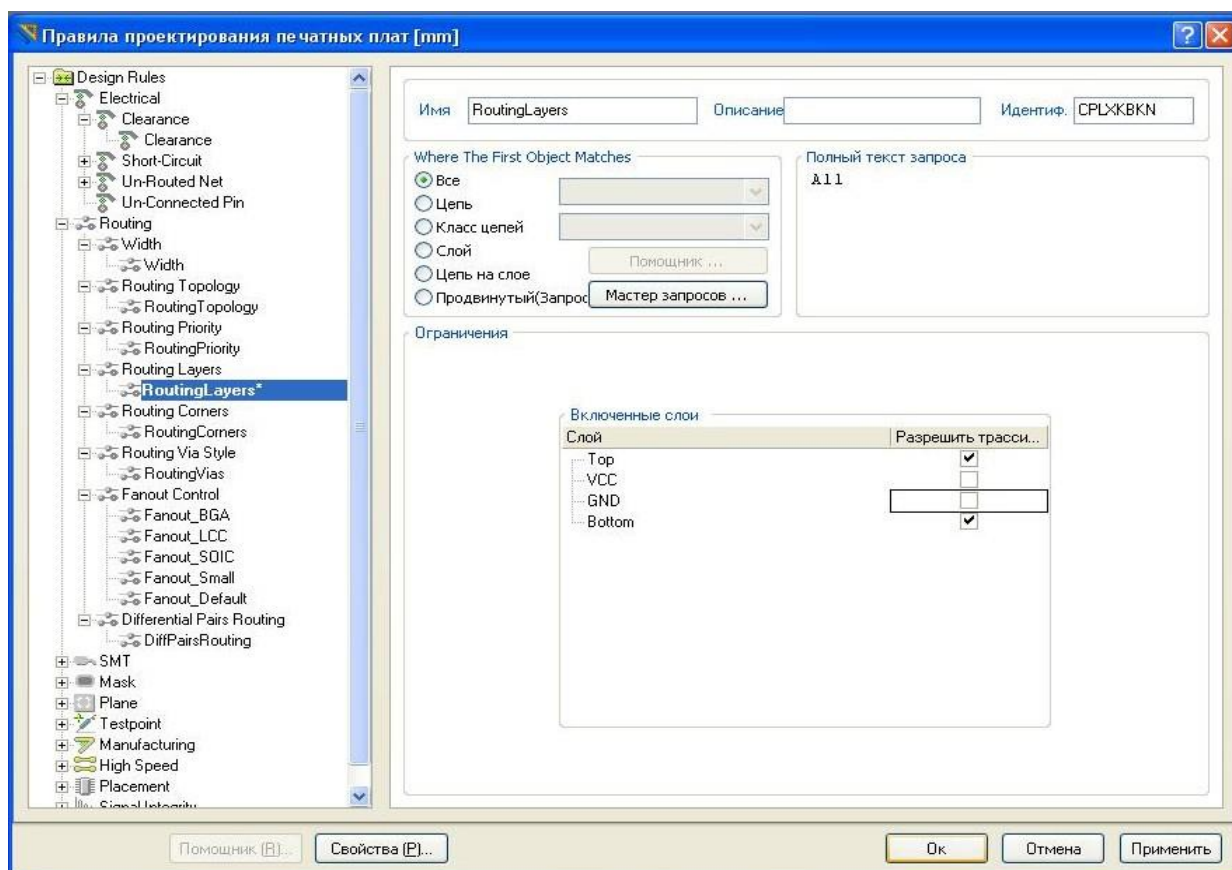 Правила проектирования печатных плат [mm]
Design Rules
Electrical
Clearance
Clearance
Short-Circuit
Un-Routed Net
Un-Connected Pin
Routing
Width
Width
Routing Topology
RoutingTopology
Routing Priority
RoutingPriority
Routing Layers
RoutingLayers*
Routing Corners
RoutingCorners
Routing Via Style
RoutingVias
Fanout Control
Fanout_BGA
Fanout_LCC
Fanout_SOIC
Fanout_Small
Fanout_Default
Differential Pairs Routing
DiffPairsRouting
SMT
Mask
Plane
Testpoint
Manufacturing
High Speed
Placement
Signal Integrity
Имя RoutingLayers Описание Идентиф. CPLXKBKN
Where The First Object Matches
Все
Цепь
Класс цепей
Слой
Цепь на слое
Продвинутый(Запрос
Помощник ...
Мастер запросов ...
Полный текст запроса
All
Ограничения
Включенные слои
Слой Разрешить трасси...
Top
VCC
GND
Bottom
Помощник (R)... Свойства (P)... Ок Отмена Применить